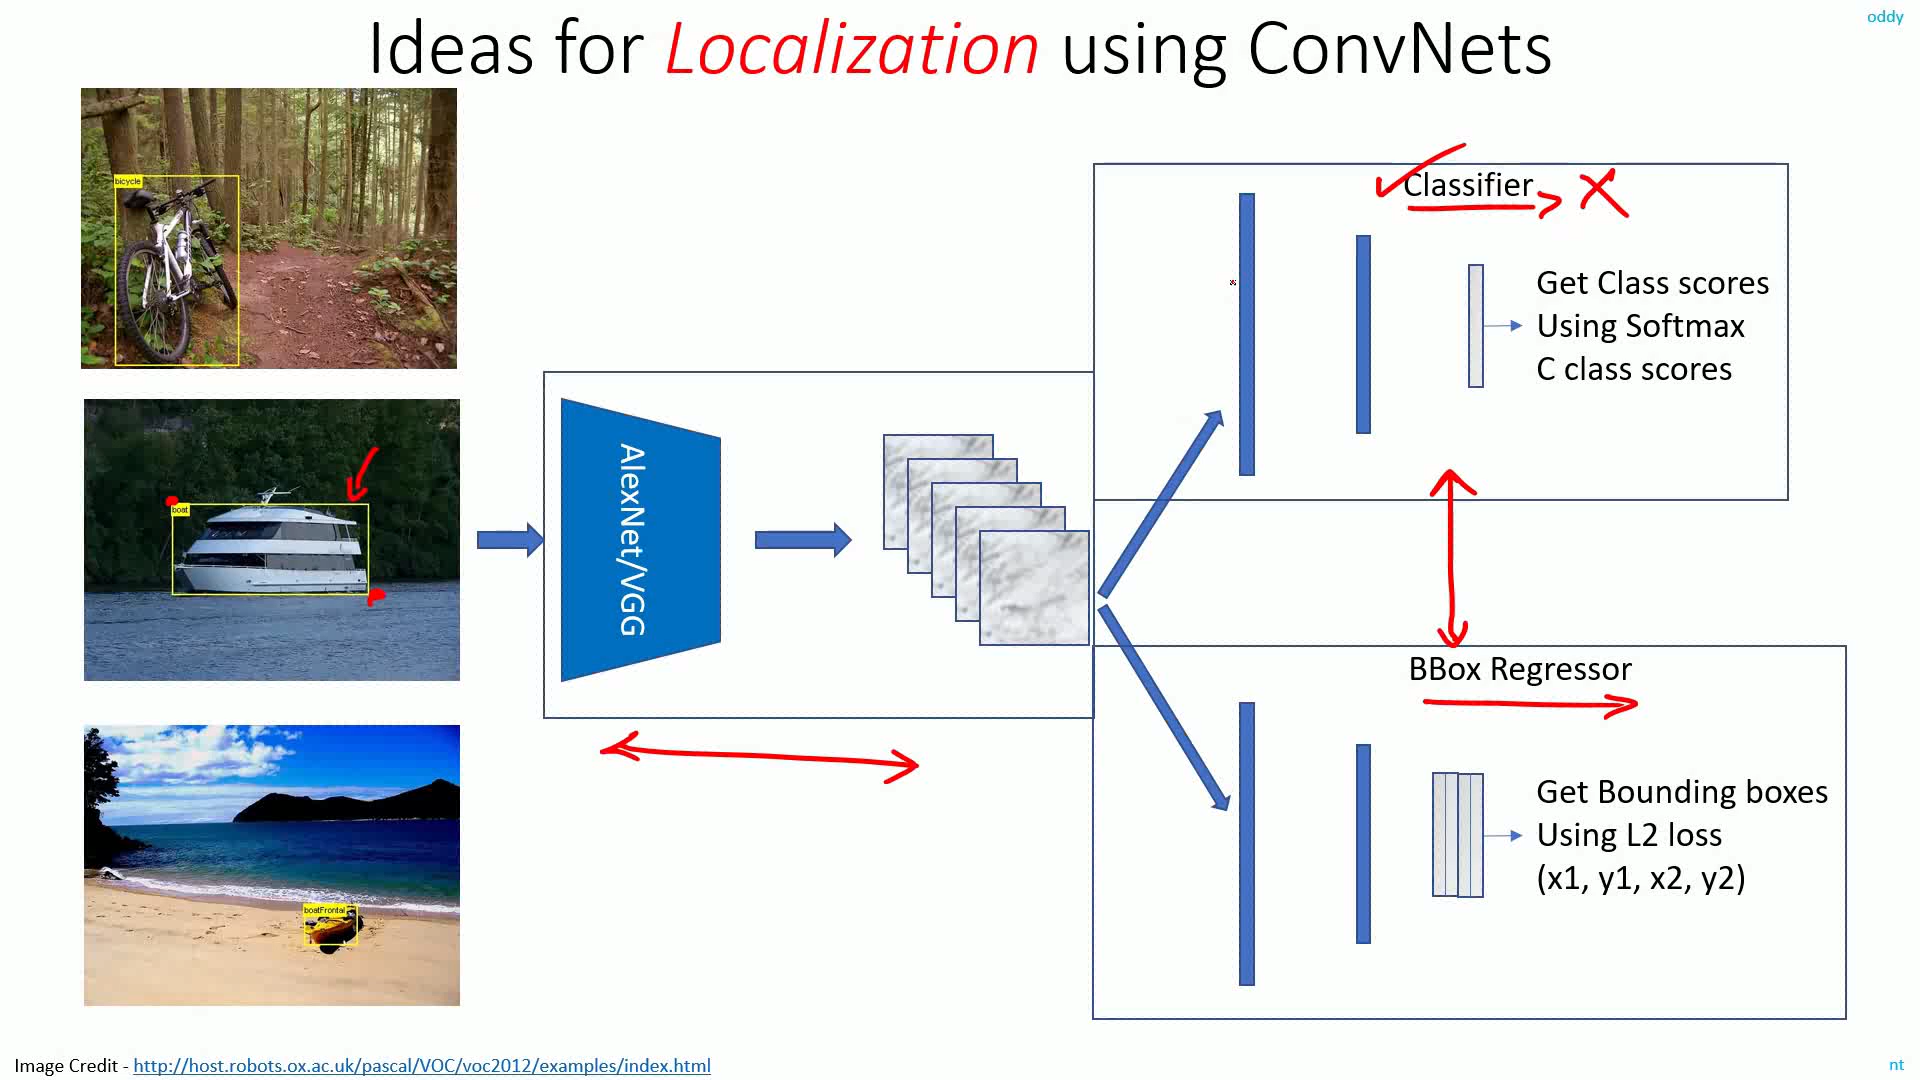 oddy
Ideas for Localization using ConvNets
bicycle
boat
boatFrontal
AlexNet/VGG
Classifier
Get Class scores
Using Softmax
C class scores
BBox Regressor
Get Bounding boxes
Using L2 loss
(x1, y1, x2, y2)
Image Credit - http://host.robots.ox.ac.uk/pascal/VOC/voc2012/examples/index.html
nt